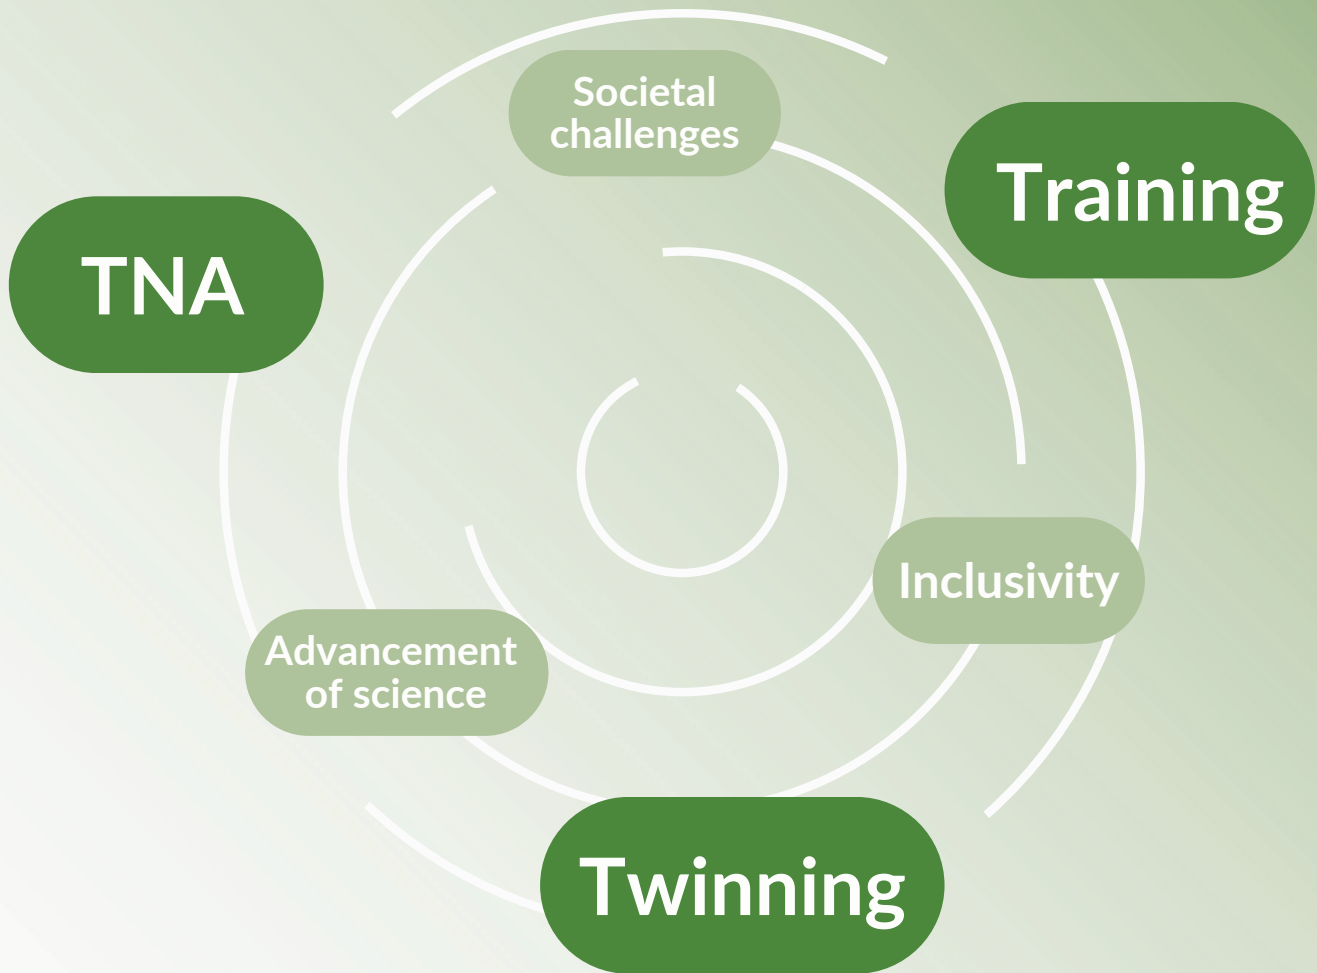 Societal
challenges
Training
TNA
Inclusivity
Advancement
of science
Twinning